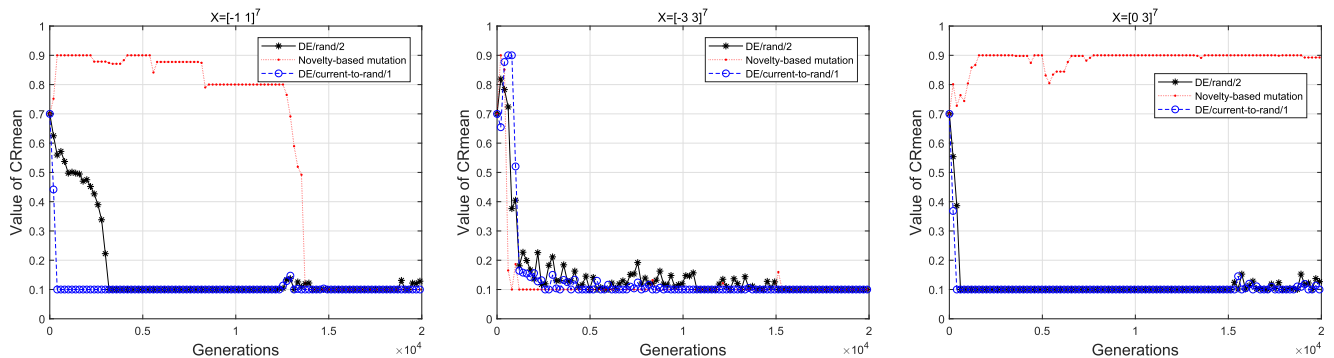 X=[-1 1]^7
1
0.9
0.8
0.7
0.6
0.5
0.4
0.3
0.2
0.1
0
Value of CRmean
DE/rand/2
Novelty-based mutation
DE/current-to-rand/1
0 0.5 1 1.5 2
Generations
×10^4
X=[-3 3]^7
1
0.9
0.8
0.7
0.6
0.5
0.4
0.3
0.2
0.1
0
Value of CRmean
DE/rand/2
Novelty-based mutation
DE/current-to-rand/1
0 0.5 1 1.5 2
Generations
×10^4
X=[0 3]^7
1
0.9
0.8
0.7
0.6
0.5
0.4
0.3
0.2
0.1
0
Value of CRmean
DE/rand/2
Novelty-based mutation
DE/current-to-rand/1
0 0.5 1 1.5 2
Generations
×10^4